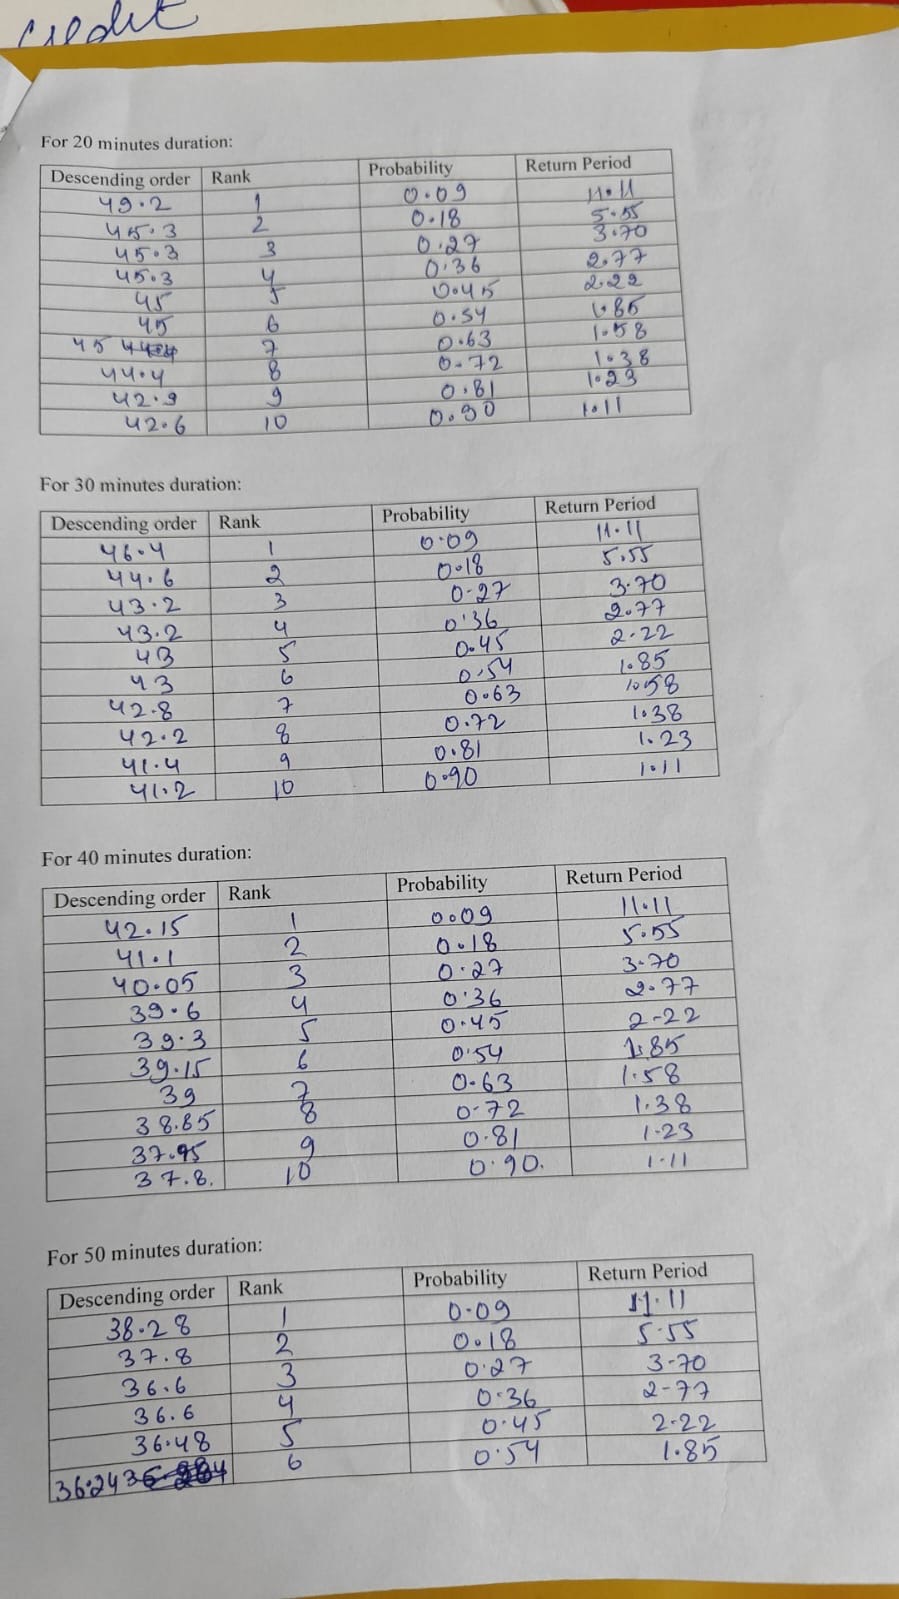 credit
For 20 minutes duration:
Descending order Rank Probability Return Period
49.2 1 0.09 11.11
45.3 2 0.18 5.55
45.3 3 0.27 3.70
45.3 4 0.36 2.77
45 5 0.45 2.22
45 6 0.54 1.85
45 7 0.63 1.58
44.4 8 0.72 1.38
42.9 9 0.81 1.23
42.6 10 0.90 1.11
For 30 minutes duration:
Descending order Rank Probability Return Period
46.4 1 0.09 11.11
44.6 2 0.18 5.55
43.2 3 0.27 3.70
43.2 4 0.36 2.77
43 5 0.45 2.22
43 6 0.54 1.85
42.8 7 0.63 1.58
42.2 8 0.72 1.38
41.4 9 0.81 1.23
41.2 10 0.90 1.11
For 40 minutes duration:
Descending order Rank Probability Return Period
42.15 1 0.09 11.11
41.1 2 0.18 5.55
40.05 3 0.27 3.70
39.6 4 0.36 2.77
39.3 5 0.45 2-22
39.15 6 0.54 1.85
39 7 0.63 1.58
38.85 8 0.72 1.38
37.95 9 0.81 1.23
37.8. 10 0.90. 1.11
For 50 minutes duration:
Descending order Rank Probability Return Period
38.28 1 0.09 11.11
37.8 2 0.18 5.55
36.6 3 0.27 3-70
36.6 4 0.36 2-77
36.48 5 0.45 2.22
36.24 6 0.54 1.85